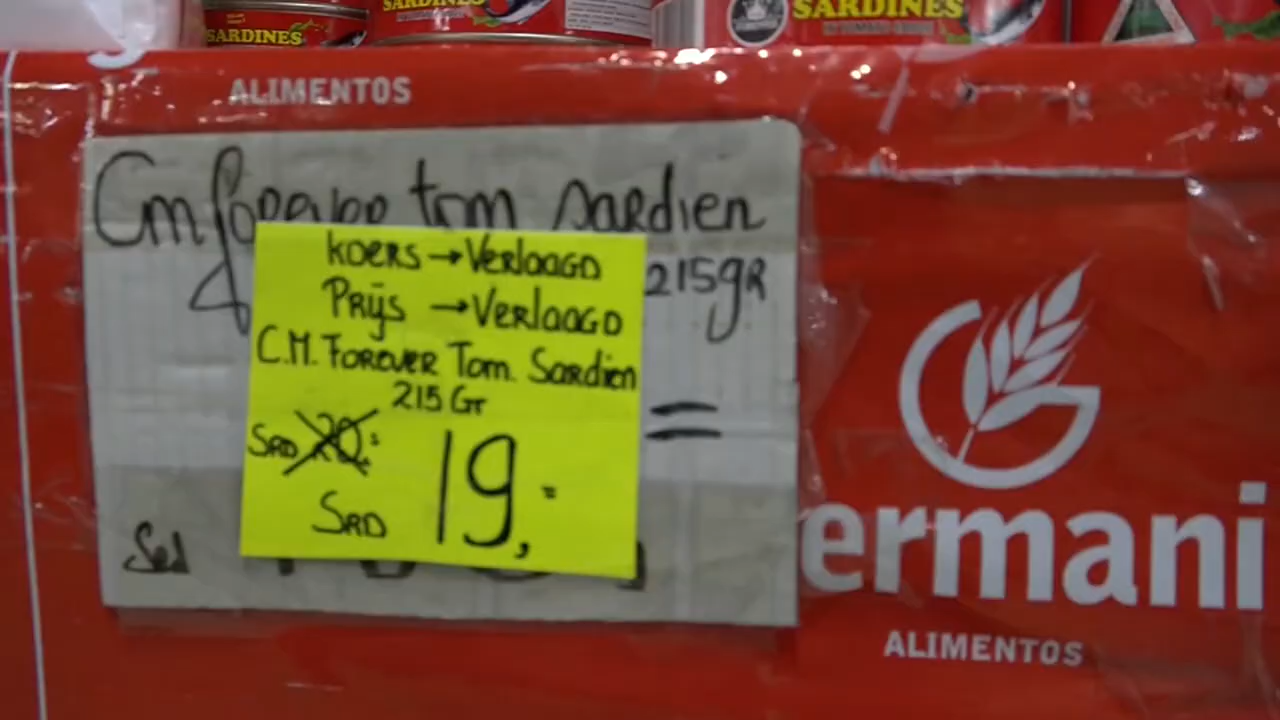 SARDINES
SARDINES
SARDINES
ALIMENTOS
Cm forever tom sardien
215gR
KOERS → VERLAAGD
PRijs → VERLAAGD
C.M. FOREVER Tom. Sardien
215 Gr
SRD 20,=
SRD 19,=
=
ermani
ALIMENTOS